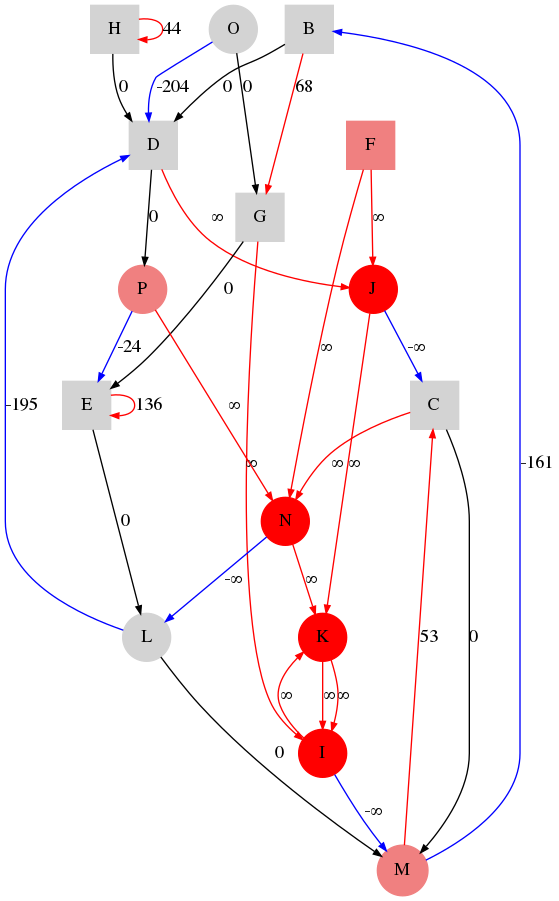 H 44 O B
0 -204 0 0 68
D F
0 ∞ G ∞
P 0 J
-24 ∞ -∞
E 136 ∞ C
-195 ∞ ∞ ∞ -161
0 N
-∞ ∞
L K 53 0
∞ ∞ ∞
0 I
-∞
M